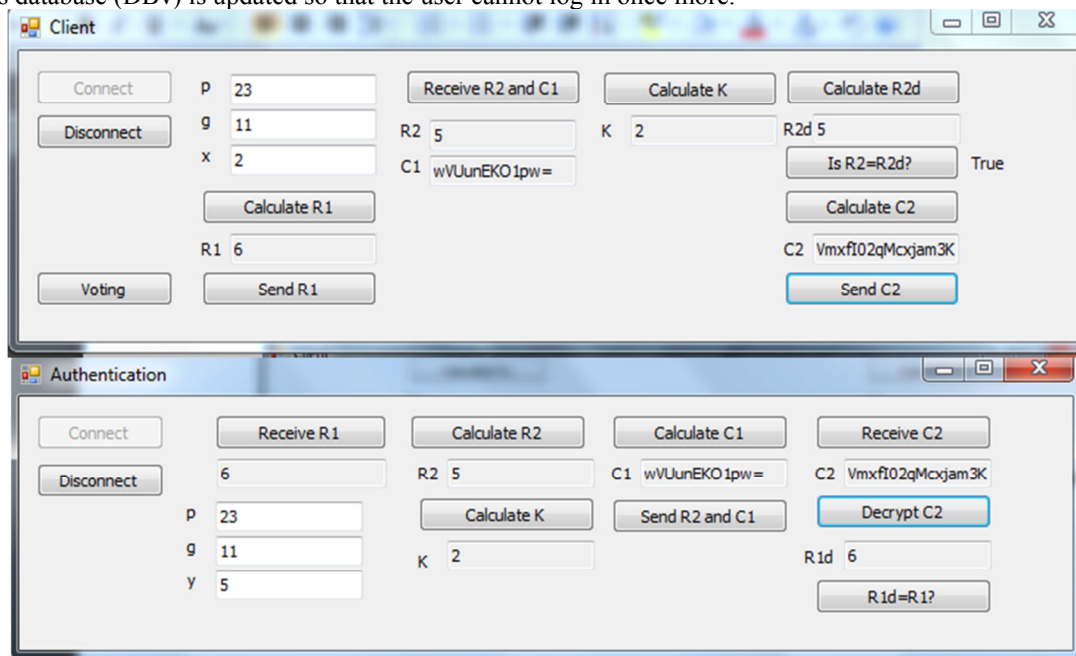 s database (DBv) is updated so that the user cannot log in once more.
Client
Connect
Disconnect
Voting
p 23
g 11
x 2
Calculate R1
R1 6
Send R1
Receive R2 and C1
R2 5
C1 wVUunEKO1pw=
Calculate K
K 2
Calculate R2d
R2d 5
Is R2=R2d? True
Calculate C2
C2 VmxfI02qMcxjam3K
Send C2
Authentication
Connect
Disconnect
Receive R1
6
p 23
g 11
y 5
Calculate R2
R2 5
Calculate K
K 2
Calculate C1
C1 wVUunEKO1pw=
Send R2 and C1
Receive C2
C2 VmxfI02qMcxjam3K
Decrypt C2
R1d 6
R1d=R1?